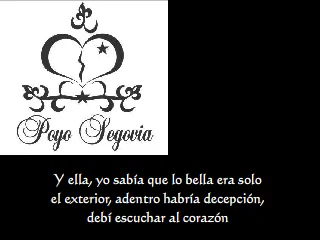 Poyo Segovia
Y ella, yo sabía que lo bella era solo
el exterior, adentro habría decepción,
debí escuchar al corazón